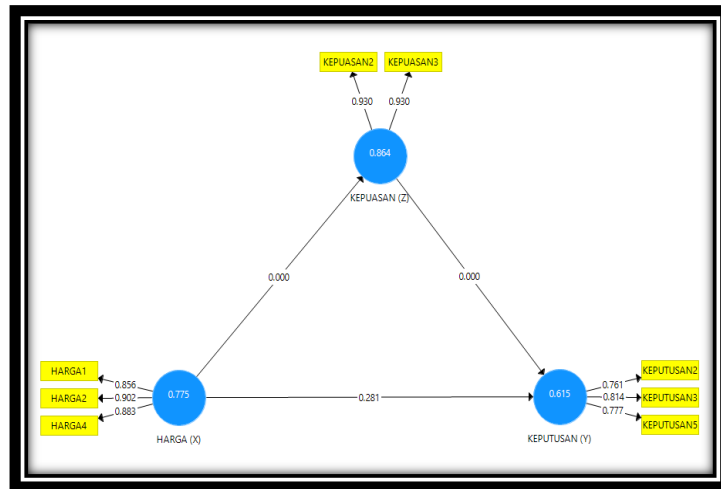 KEPUASAN2 KEPUASAN3
0.930 0.930
0.864
KEPUASAN (Z)
0.000 0.000
HARGA1
0.856
HARGA2
0.902
HARGA4
0.883
0.775
HARGA (X)
0.281
0.615
KEPUTUSAN (Y)
0.761
KEPUTUSAN2
0.814
KEPUTUSAN3
0.777
KEPUTUSAN5